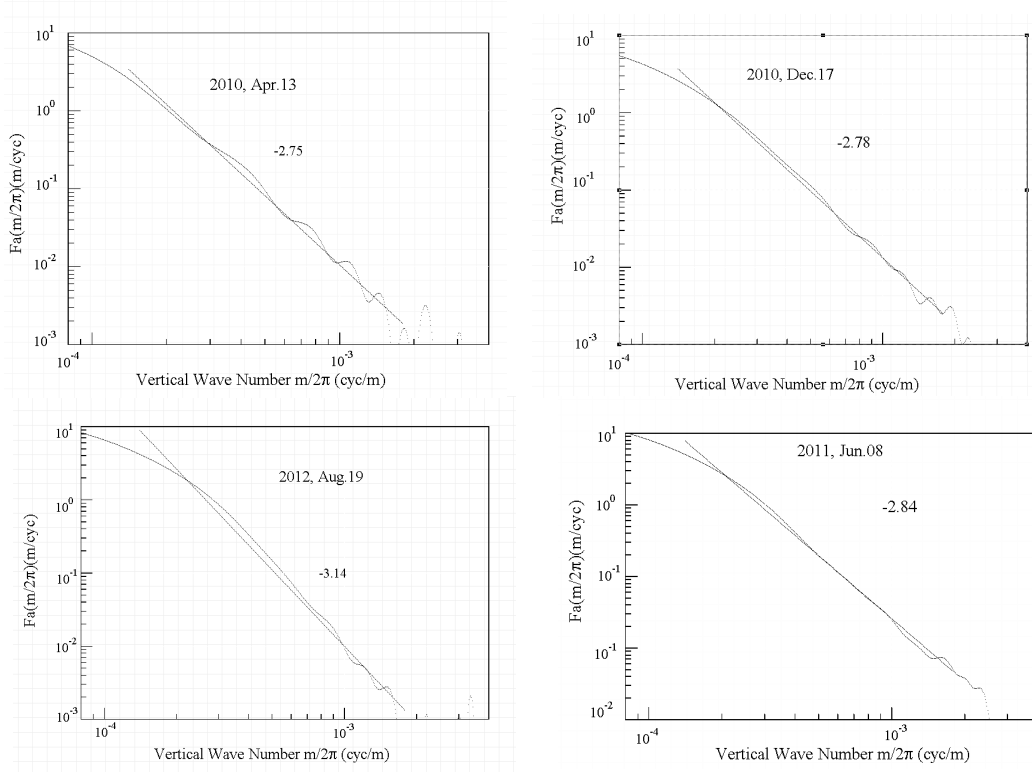 10^1
2010, Apr.13
10^0
-2.75
10^-1
10^-2
10^-3
Fa(m/2π)(m/cyc)
10^-4
10^-3
Vertical Wave Number m/2π (cyc/m)
10^1
2010, Dec.17
10^0
-2.78
10^-1
10^-2
10^-3
Fa(m/2π)(m/cyc)
10^-4
10^-3
Vertical Wave Number m/2π (cyc/m)
10^1
2012, Aug.19
10^0
-3.14
10^-1
10^-2
10^-3
Fa(m/2π)(m/cyc)
10^-4
10^-3
Vertical Wave Number m/2π (cyc/m)
10^1
2011, Jun.08
10^0
-2.84
10^-1
10^-2
Fa(m/2π)(m/cyc)
10^-4
10^-3
Vertical Wave Number m/2π (cyc/m)